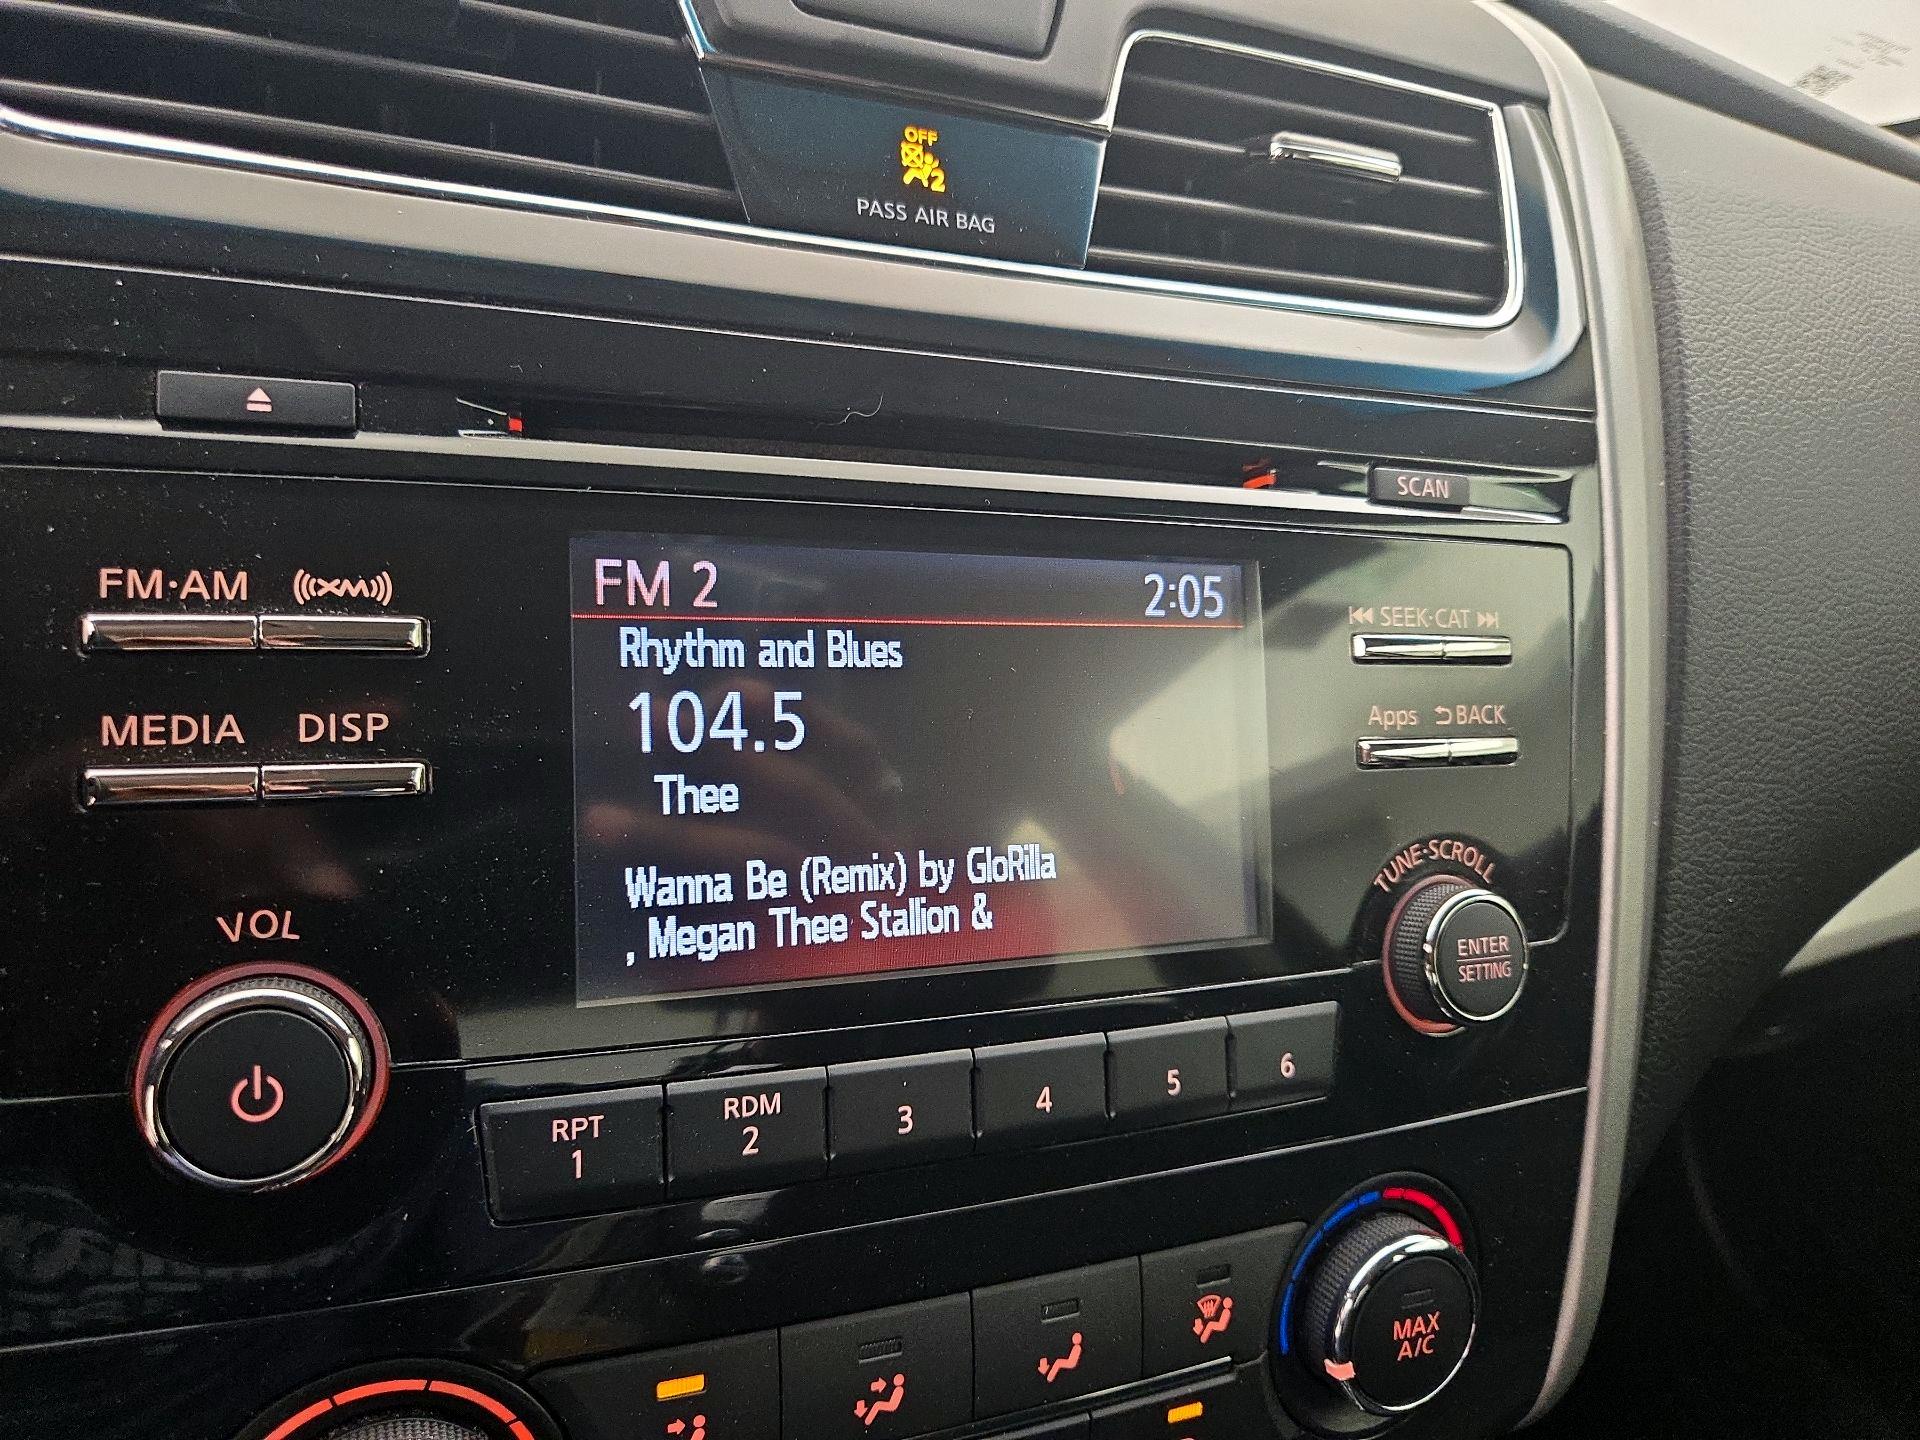 OFF
2
PASS AIR BAG
SCAN
FM·AM
XM
FM 2
2:05
SEEK·CAT
Rhythm and Blues
104.5
MEDIA
DISP
Apps
BACK
Thee
Wanna Be (Remix) by GloRilla
, Megan Thee Stallion &
VOL
TUNE·SCROLL
ENTER
SETTING
RPT
1
RDM
2
3
4
5
6
MAX
A/C